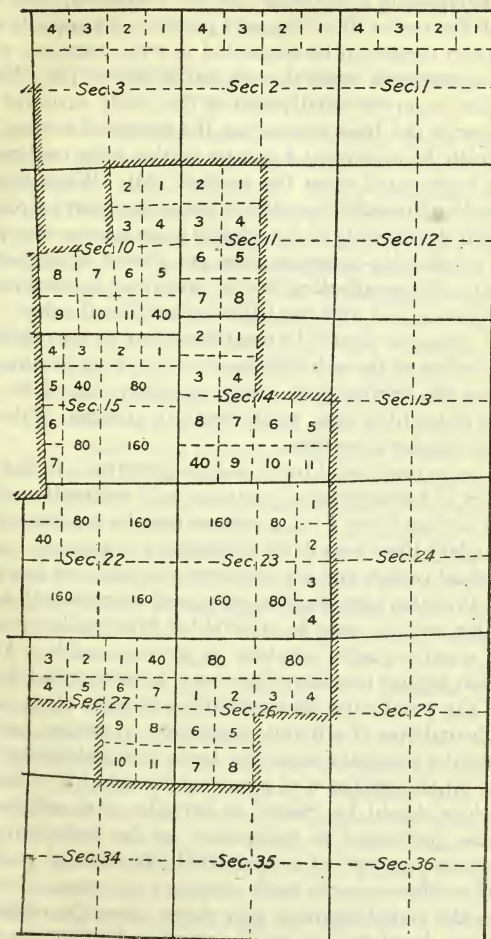 4 3 2 1 4 3 2 1 4 3 2 1
Sec. 3 Sec. 2 Sec. 1
2 1 2 1
3 4 3 4
Sec. 10 Sec. 11 Sec. 12
6 5
8 7 6 5
7 8
9 10 11 40
2 1
4 3 2 1
5 40 80 3 4
Sec. 15 Sec. 14 Sec. 13
6 8 7 6 5
80 160
7 40 9 10 11
1
80 160 160 80
40 2
Sec. 22 Sec. 23 Sec. 24
3
160 160 160 80
4
3 2 1 40 80 80
4 5 6 7 1 2 3 4
Sec. 27 Sec. 26 Sec. 25
9 8 6 5
10 11 7 8
Sec. 34 Sec. 35 Sec. 36